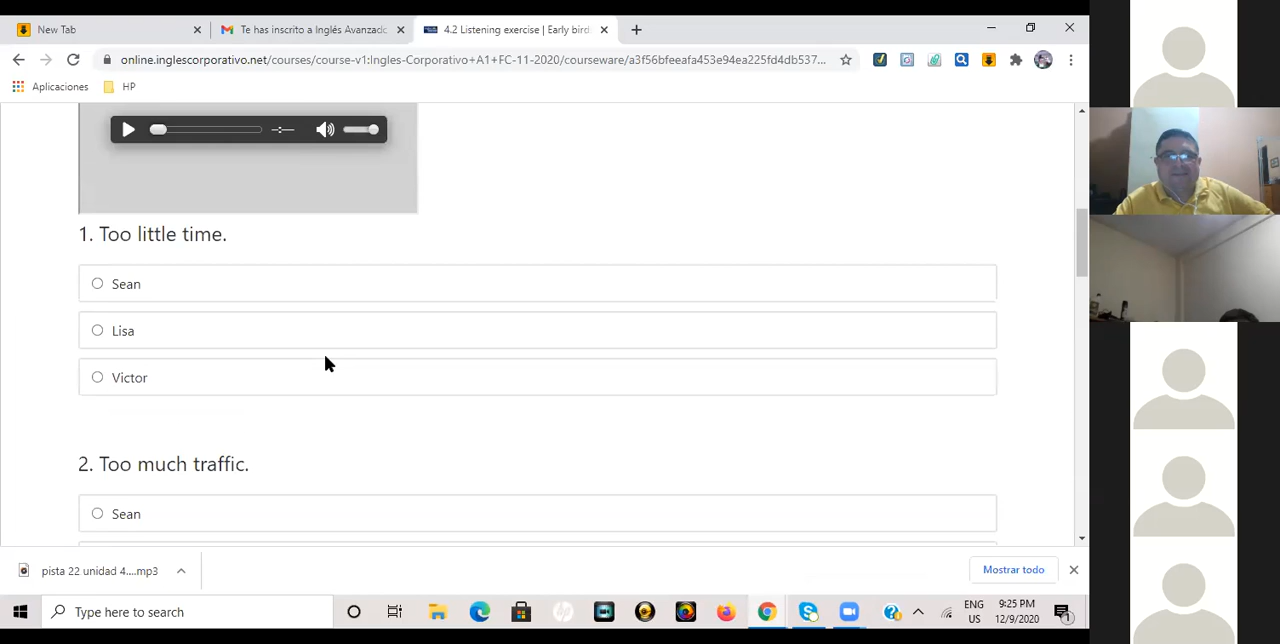 New Tab
Te has inscrito a Inglés Avanzadc
4.2 Listening exercise | Early bird:
online.inglescorporativo.net/courses/course-v1:Ingles-Corporativo+A1+FC-11-2020/courseware/a3f56bfeeafa453e94ea225fd4db537...
Aplicaciones
HP
1. Too little time.
Sean
Lisa
Victor
2. Too much traffic.
Sean
pista 22 unidad 4....mp3
Mostrar todo
Type here to search
ENG
US
9:25 PM
12/9/2020